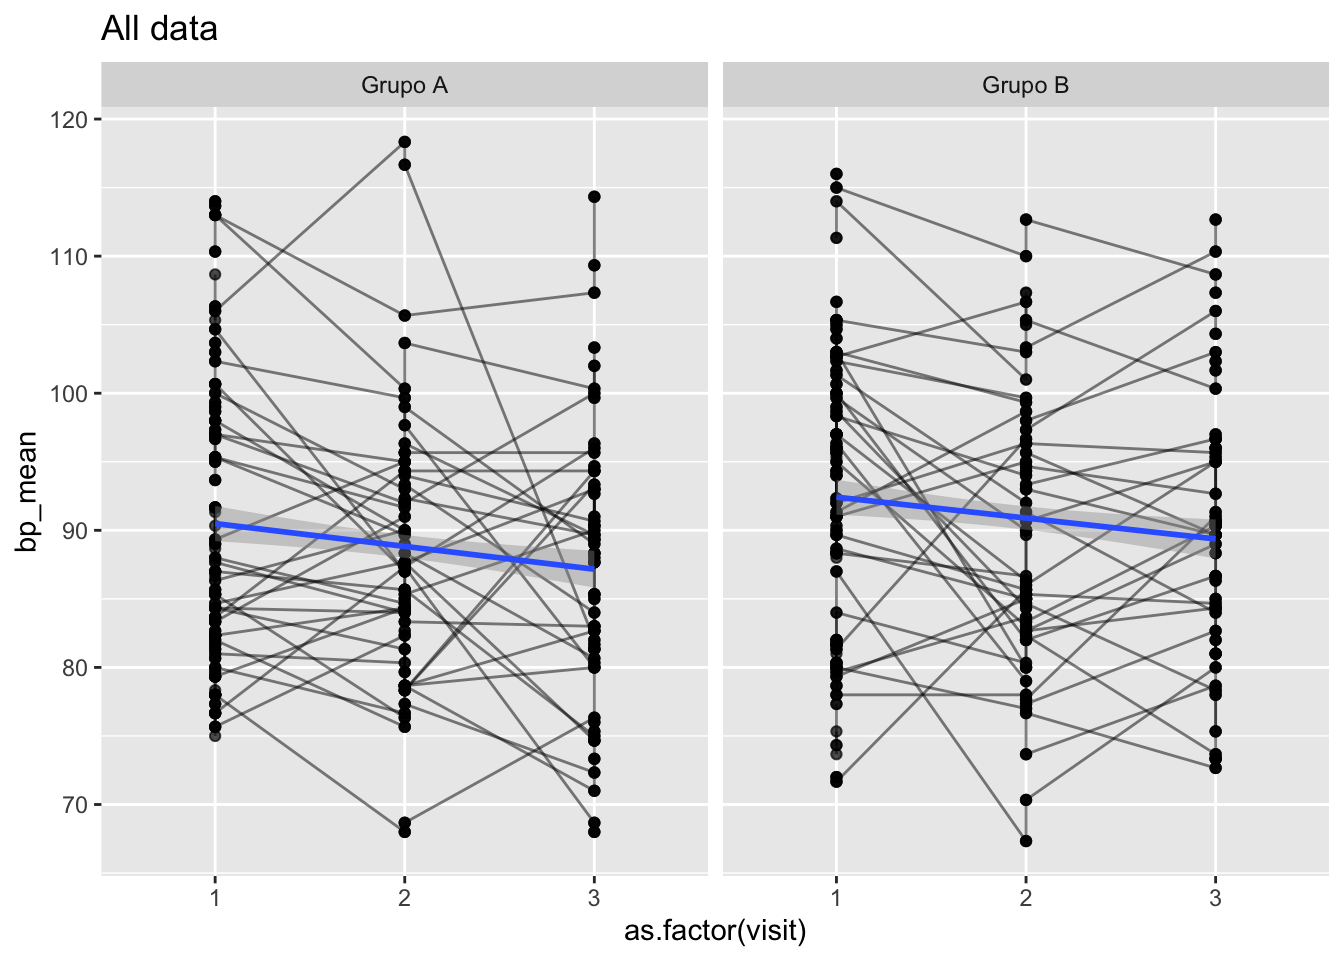 All data
Grupo A
Grupo B
120
110
100
90
80
70
bp_mean
1 2 3
1 2 3
as.factor(visit)